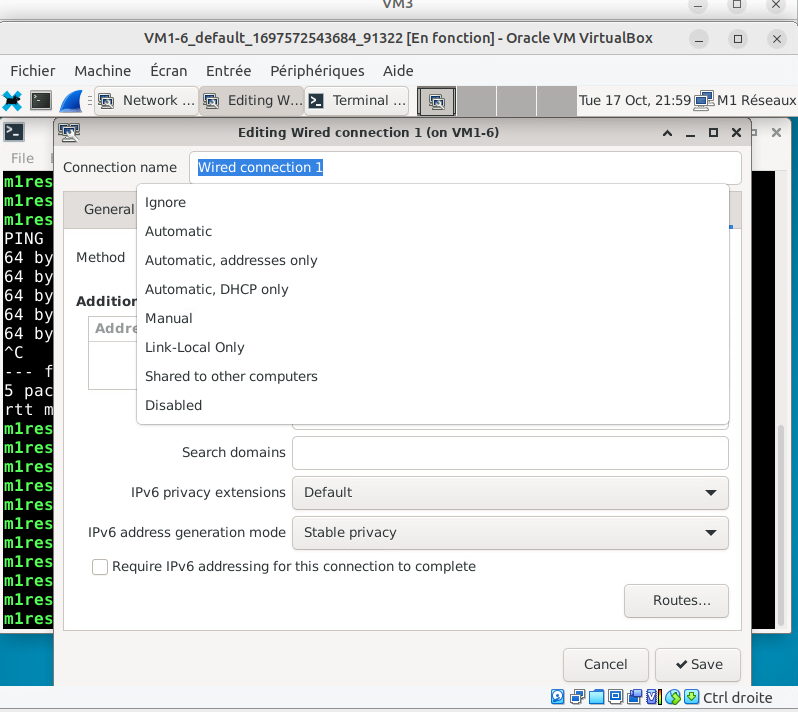 VM3
VM1-6_default_1697572543684_91322 [En fonction] - Oracle VM VirtualBox
Fichier Machine Écran Entrée Périphériques Aide
Network ... Editing W... Terminal ... Tue 17 Oct, 21:59 M1 Réseaux
Editing Wired connection 1 (on VM1-6)
File
Connection name Wired connection 1
m1res
m1res
m1res
General
Ignore
PING
Automatic
64 by
Method
Automatic, addresses only
64 by
64 by
Automatic, DHCP only
64 by
Addition
Manual
64 by
Addre
^C
Link-Local Only
--- f
5 pac
Shared to other computers
rtt m
Disabled
m1res
m1res
Search domains
m1res
m1res
IPv6 privacy extensions Default
m1res
m1res
IPv6 address generation mode Stable privacy
m1res
m1res
Require IPv6 addressing for this connection to complete
m1res
m1res
Routes...
m1res
Cancel Save
Ctrl droite